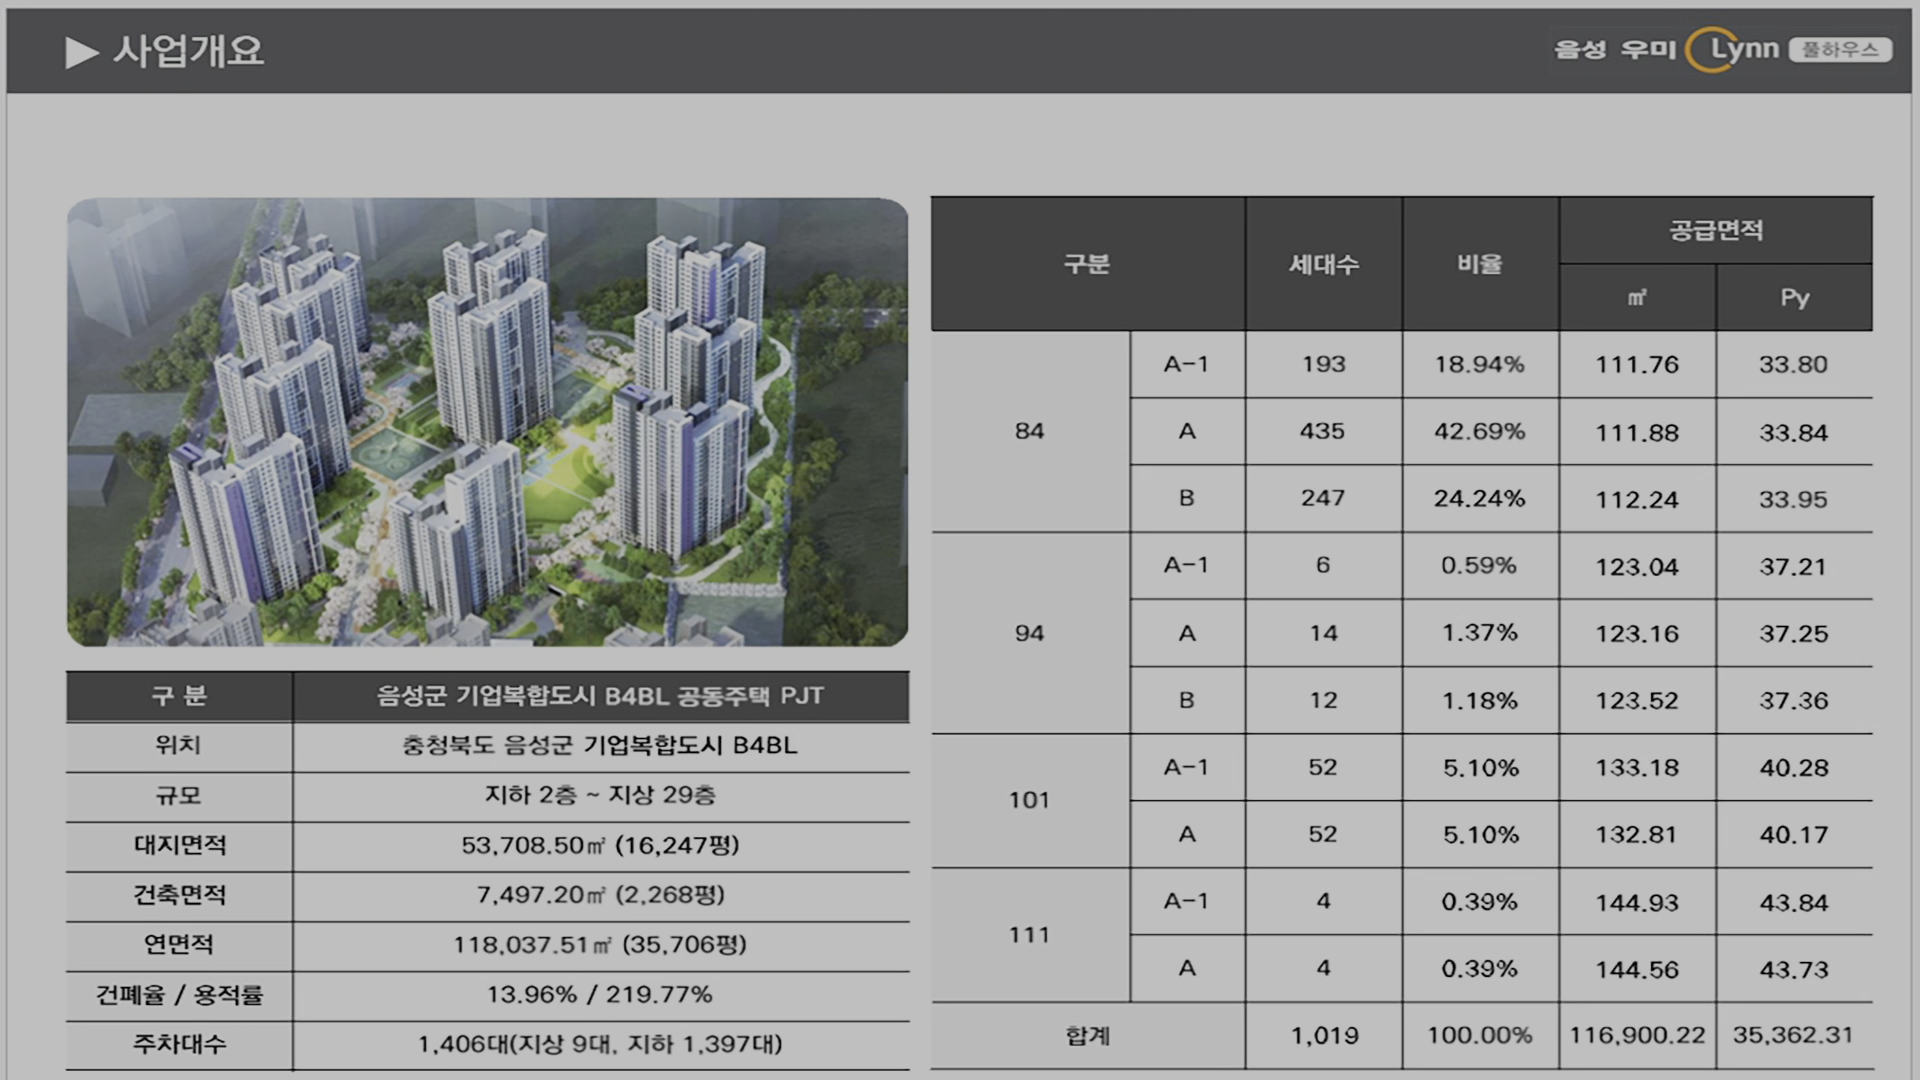 ▶ 사업개요
음성 우미 Lynn 풀하우스
구 분 음성군 기업복합도시 B4BL 공동주택 PJT
위치 충청북도 음성군 기업복합도시 B4BL
규모 지하 2층 ~ 지상 29층
대지면적 53,708.50㎡ (16,247평)
건축면적 7,497.20㎡ (2,268평)
연면적 118,037.51㎡ (35,706평)
건폐율 / 용적률 13.96% / 219.77%
주차대수 1,406대(지상 9대, 지하 1,397대)
구분 세대수 비율 공급면적
㎡ Py
84 A-1 193 18.94% 111.76 33.80
A 435 42.69% 111.88 33.84
B 247 24.24% 112.24 33.95
94 A-1 6 0.59% 123.04 37.21
A 14 1.37% 123.16 37.25
B 12 1.18% 123.52 37.36
101 A-1 52 5.10% 133.18 40.28
A 52 5.10% 132.81 40.17
111 A-1 4 0.39% 144.93 43.84
A 4 0.39% 144.56 43.73
합계 1,019 100.00% 116,900.22 35,362.31